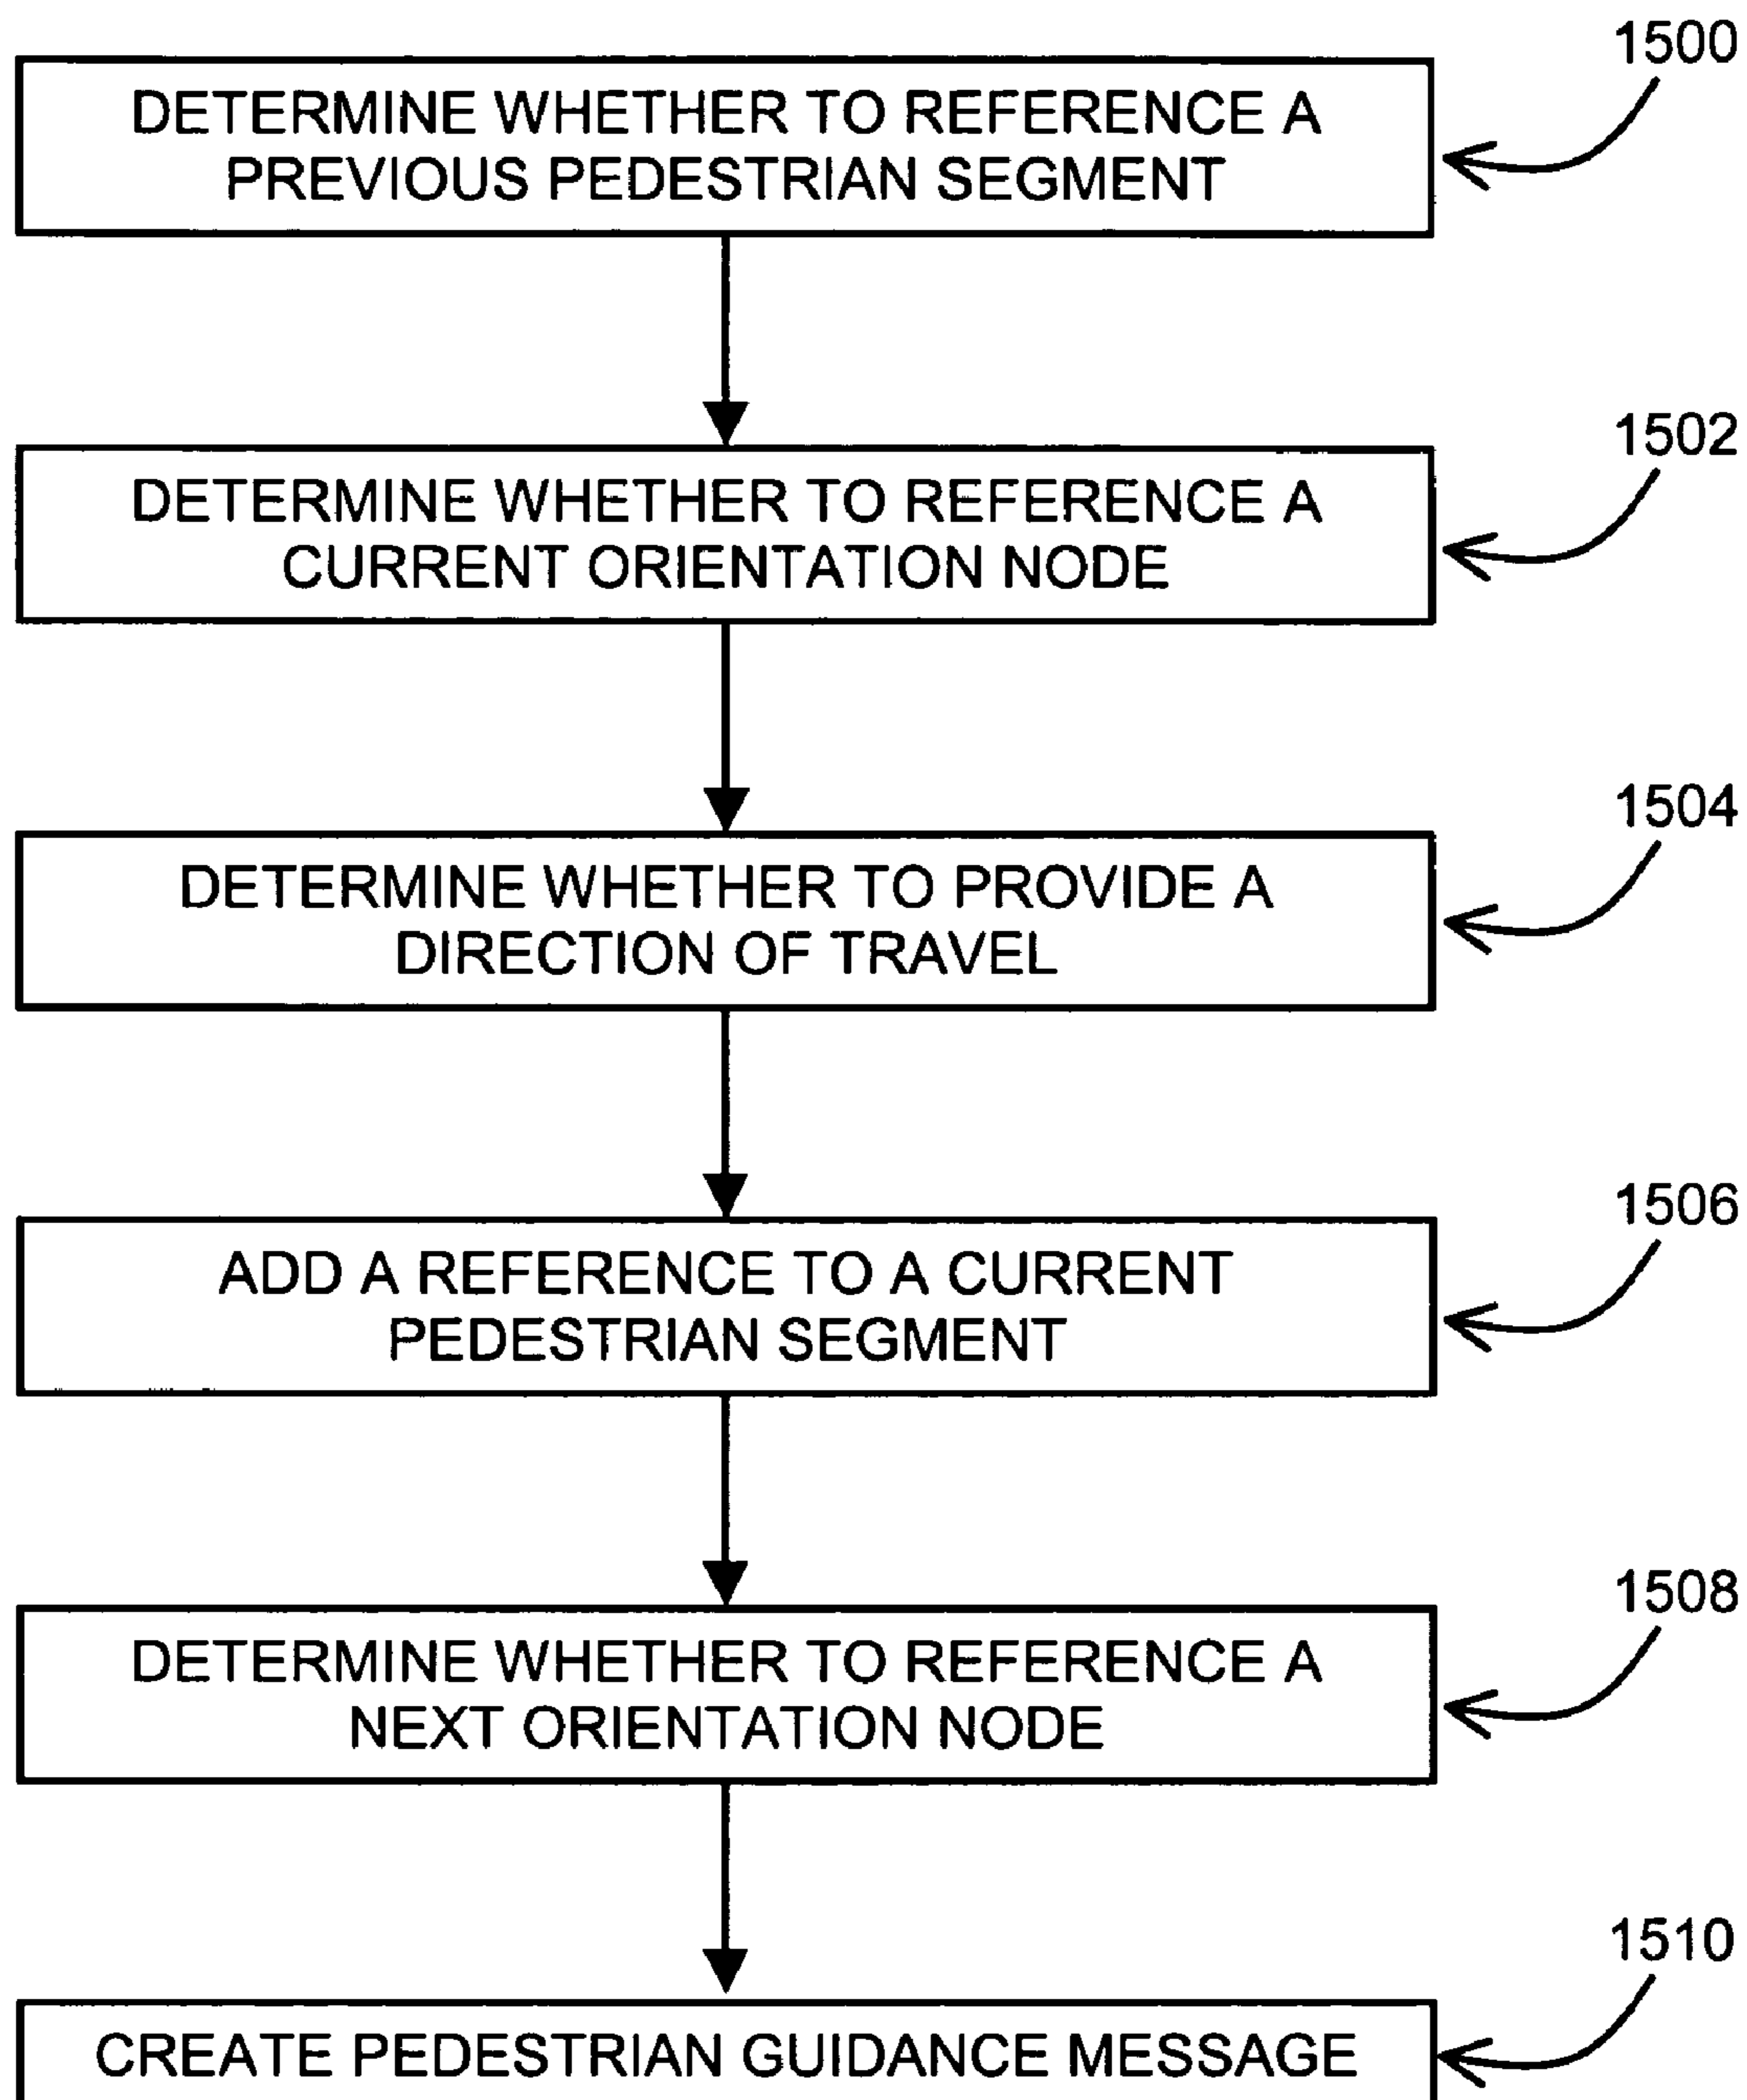 1500
DETERMINE WHETHER TO REFERENCE A
PREVIOUS PEDESTRIAN SEGMENT
1502
DETERMINE WHETHER TO REFERENCE A
CURRENT ORIENTATION NODE
1504
DETERMINE WHETHER TO PROVIDE A
DIRECTION OF TRAVEL
1506
ADD A REFERENCE TO A CURRENT
PEDESTRIAN SEGMENT
1508
DETERMINE WHETHER TO REFERENCE A
NEXT ORIENTATION NODE
1510
CREATE PEDESTRIAN GUIDANCE MESSAGE